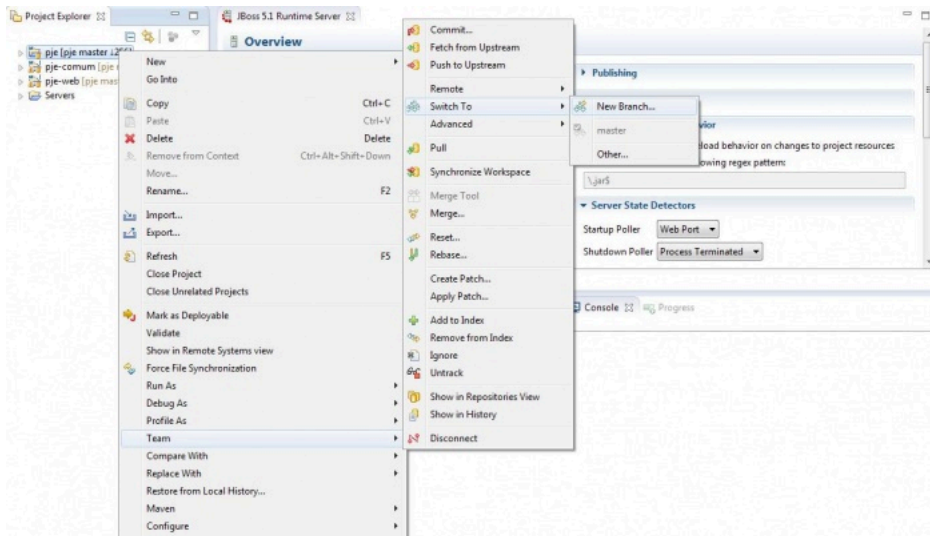 Project Explorer
JBoss 5.1 Runtime Server
Overview
pje [pje master
pje-comum [pje
pje-web [pje mas
Servers
New
Go Into
Copy Ctrl+C
Paste Ctrl+V
Delete Delete
Remove from Context Ctrl+Alt+Shift+Down
Move...
Rename... F2
Import...
Export...
Refresh F5
Close Project
Close Unrelated Projects
Mark as Deployable
Validate
Show in Remote Systems view
Force File Synchronization
Run As
Debug As
Profile As
Team
Compare With
Replace With
Restore from Local History...
Maven
Configure
Commit...
Fetch from Upstream
Push to Upstream
Remote
Switch To
Advanced
Pull
Synchronize Workspace
Merge Tool
Merge...
Reset...
Rebase...
Create Patch...
Apply Patch...
Add to Index
Remove from Index
Ignore
Untrack
Show in Repositories View
Show in History
Disconnect
New Branch...
master
Other...
Publishing
vior
load behavior on changes to project resources
owing regex pattern:
\.jar$
Server State Detectors
Startup Poller Web Port
Shutdown Poller Process Terminated
Console Progress